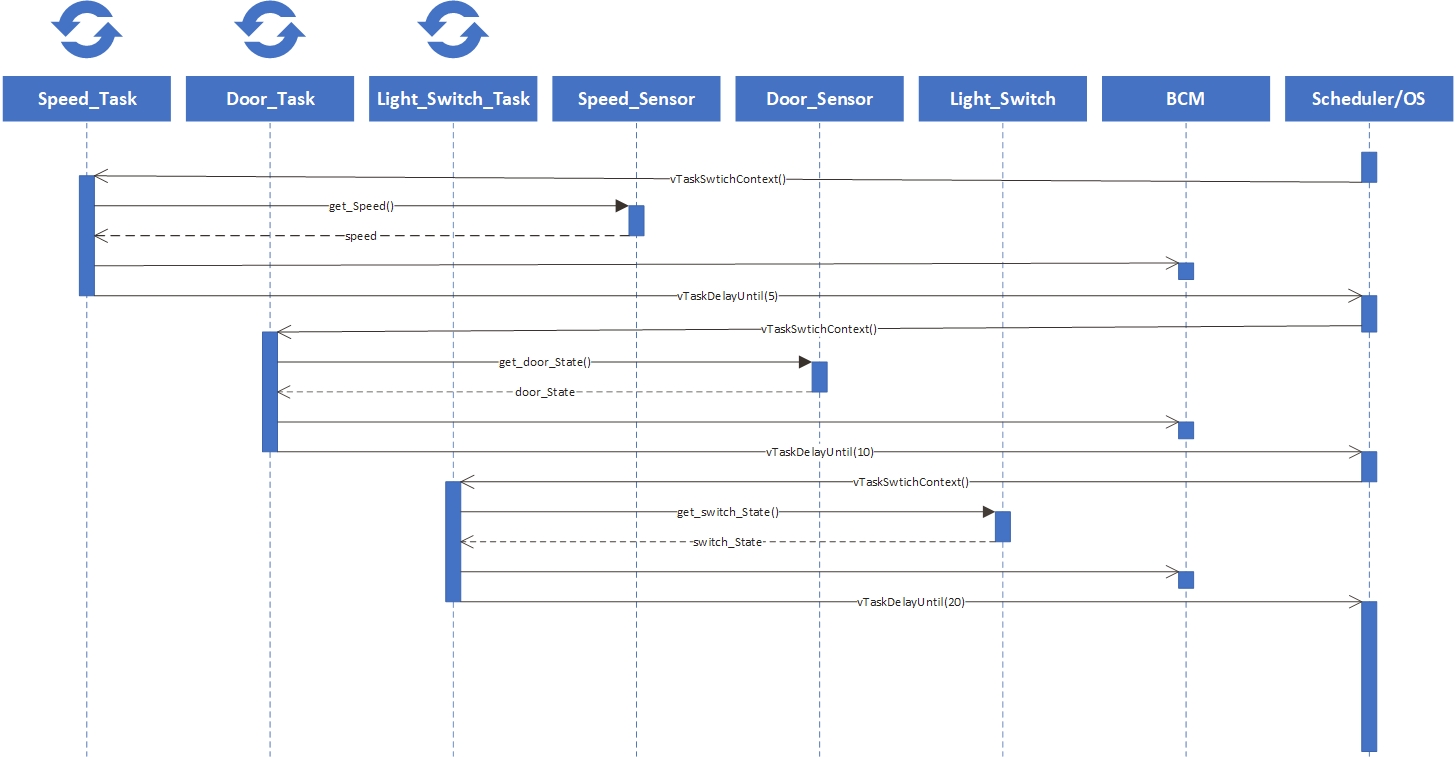 Speed_Task
Door_Task
Light_Switch_Task
Speed_Sensor
Door_Sensor
Light_Switch
BCM
Scheduler/OS
vTaskSwtichContext()
get_Speed()
speed
vTaskDelayUntil(5)
vTaskSwtichContext()
get_door_State()
door_State
vTaskDelayUntil(10)
vTaskSwtichContext()
get_switch_State()
switch_State
vTaskDelayUntil(20)